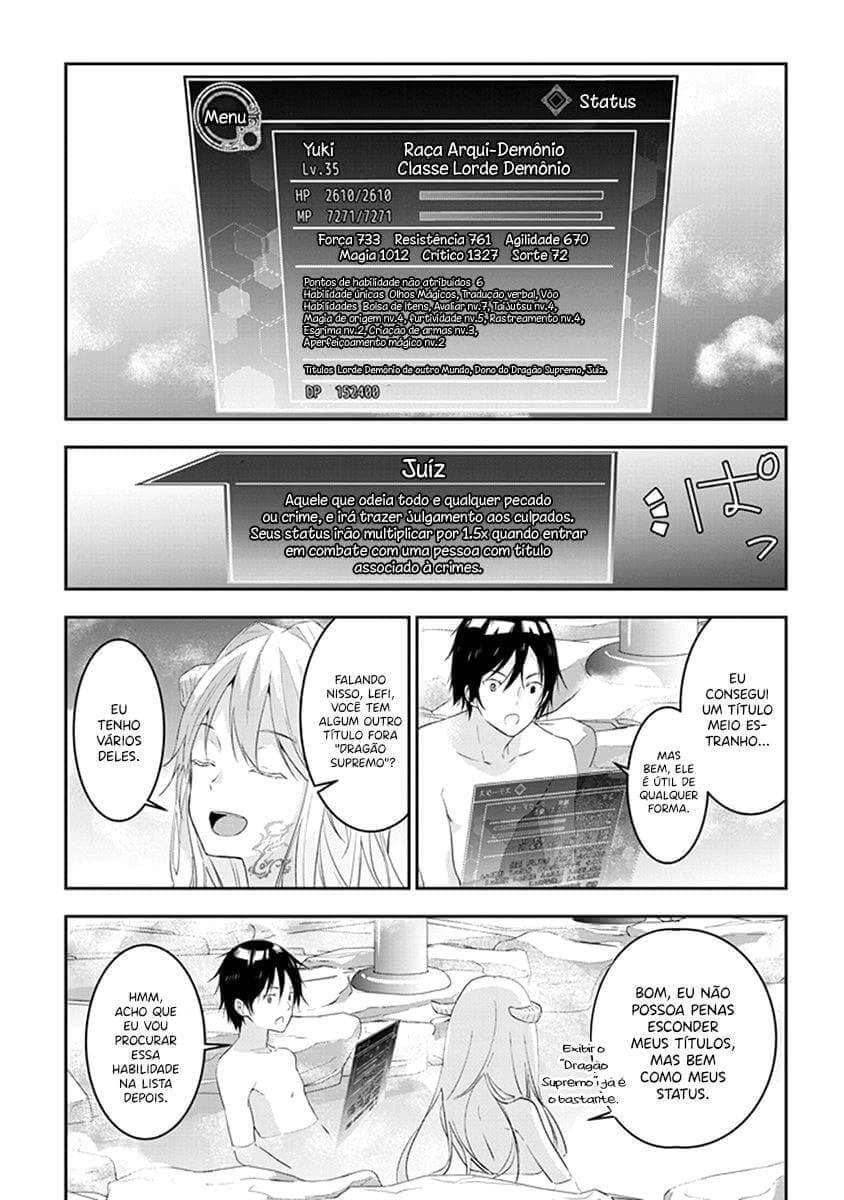 Menu
Status
Yuki Raça Arqui-Demônio
Lv.35 Classe Lorde Demônio
HP 2610/2610
MP 7271/7271
Força 733 Resistência 761 Agilidade 670
Magia 1012 Crítico 1327 Sorte 72
Pontos de habilidade não atribuidos 6
Habilidade únicas Olhos Mágicos, Tradução verbal, Vôo
Habilidades Bolsa de Itens, Avaliar nv.7, Taijutsu nv.4,
Magia de origem nv.4, furtividade nv.5, Rastreamento nv.4,
Esgrima nv.2, Criação de armas nv.3,
Aperfeiçoamento mágico nv.2
Títulos Lorde Demônio de outro Mundo, Dono do Dragão Supremo, Juíz.
DP 152400
Juíz
Aquele que odeia todo e qualquer pecado
ou crime, e irá trazer julgamento aos culpados.
Seus status irão multiplicar por 1.5x quando entrar
em combate com uma pessoa com título
associado à crimes.
ぱっ
EU
CONSEGUI
UM TÍTULO
MEIO ES-
TRANHO...
MAS
BEM, ELE
É ÚTIL DE
QUALQUER
FORMA.
FALANDO
NISSO, LEFI,
VOCÊ TEM
ALGUM OUTRO
TÍTULO FORA
"DRAGÃO
SUPREMO"?
EU
TENHO
VÁRIOS
DELES.
BOM, EU NÃO
POSSOA PENAS
ESCONDER
MEUS TÍTULOS,
MAS BEM
COMO MEUS
STATUS.
Exibir o
"Dragão
Supremo" já é
o bastante.
HMM,
ACHO QUE
EU VOU
PROCURAR
ESSA
HABILIDADE
NA LISTA
DEPOIS.